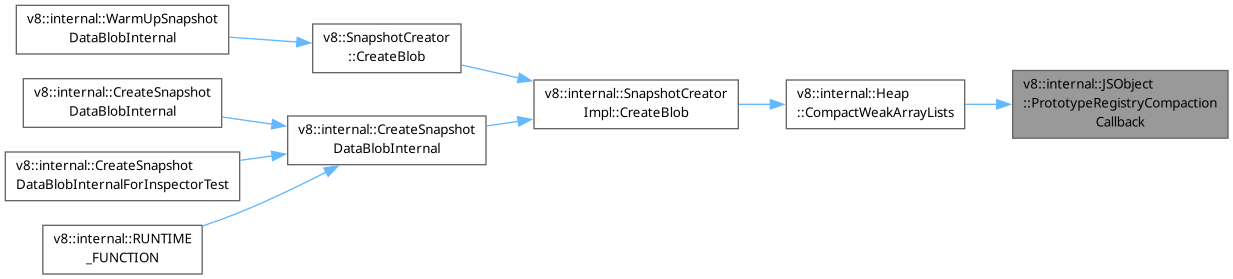 v8::internal::WarmUpSnapshot
DataBlobInternal
v8::SnapshotCreator
::CreateBlob
v8::internal::CreateSnapshot
DataBlobInternal
v8::internal::CreateSnapshot
DataBlobInternal
v8::internal::CreateSnapshot
DataBlobInternalForInspectorTest
v8::internal::RUNTIME
_FUNCTION
v8::internal::SnapshotCreator
Impl::CreateBlob
v8::internal::Heap
::CompactWeakArrayLists
v8::internal::JSObject
::PrototypeRegistryCompaction
Callback